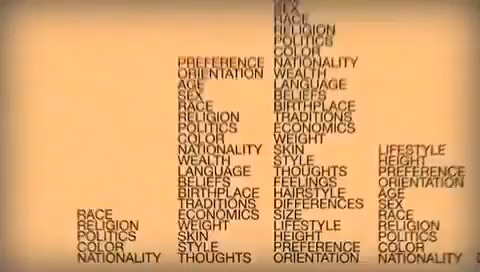 RACE
RELIGION
POLITICS
COLOR
NATIONALITY
PREFERENCE
ORIENTATION
AGE
SEX
RACE
RELIGION
POLITICS
COLOR
NATIONALITY
WEALTH
LANGUAGE
BELIEFS
BIRTHPLACE
TRADITIONS
ECONOMICS
WEIGHT
SKIN
STYLE
THOUGHTS
SEX
RACE
RELIGION
POLITICS
COLOR
NATIONALITY
WEALTH
LANGUAGE
BELIEFS
BIRTHPLACE
TRADITIONS
ECONOMICS
WEIGHT
SKIN
STYLE
THOUGHTS
FEELINGS
HAIRSTYLE
DIFFERENCES
SIZE
LIFESTYLE
HEIGHT
PREFERENCE
ORIENTATION
LIFESTYLE
HEIGHT
PREFERENCE
ORIENTATION
AGE
SEX
RACE
RELIGION
POLITICS
COLOR
NATIONALITY